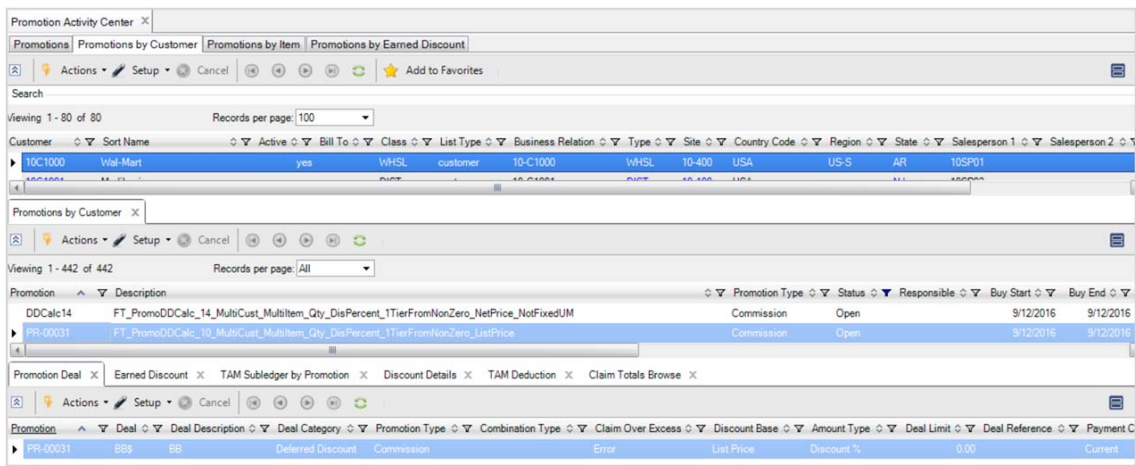 Promotion Activity Center
Promotions Promotions by Customer Promotions by Item Promotions by Earned Discount
Actions Setup Cancel Add to Favorites
Search
Viewing 1 - 80 of 80 Records per page: 100
Customer Sort Name Active Bill To Class List Type Business Relation Type Site Country Code Region State Salesperson 1 Salesperson 2
10C1000 Wal-Mart yes WHSL customer 10-C1000 WHSL 10-400 USA US-S AR 10SP01
Promotions by Customer
Actions Setup Cancel
Viewing 1 - 442 of 442 Records per page: All
Promotion Description Promotion Type Status Responsible Buy Start Buy End
DDCalc14 FT_PromoDDCalc_14_MultiCust_MultiItem_Qty_DisPercent_1TierFromNonZero_NetPrice_NotFixedUM Commission Open 9/12/2016 9/12/2016
PR-00031 FT_PromoDDCalc_10_MultiCust_MultiItem_Qty_DisPercent_1TierFromNonZero_ListPrice Commission Open 9/12/2016 9/12/2016
Promotion Deal Earned Discount TAM Subledger by Promotion Discount Details TAM Deduction Claim Totals Browse
Actions Setup Cancel
Promotion Deal Deal Description Deal Category Promotion Type Combination Type Claim Over Excess Discount Base Amount Type Deal Limit Deal Reference Payment C
PR-00031 BB$ BB Deferred Discount Commission Error List Price Discount % 0.00 Current